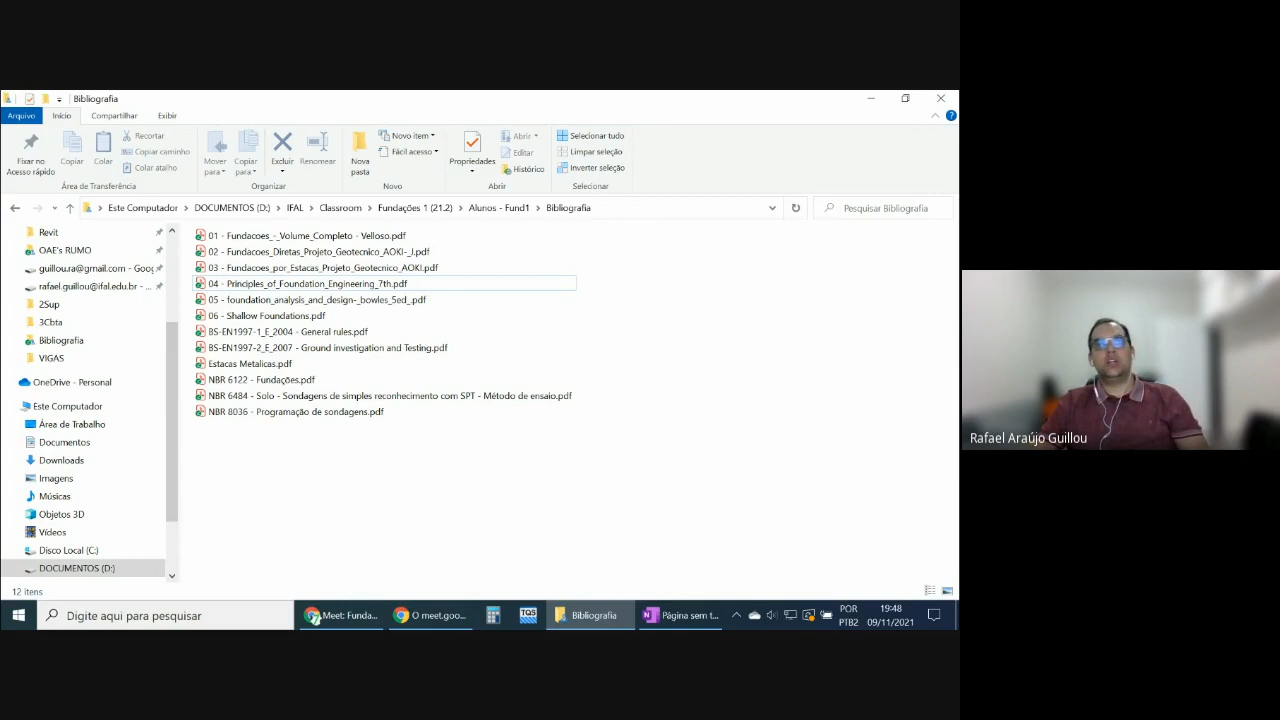 Bibliografia
Arquivo
Início
Compartilhar
Exibir
Fixar no
Acesso rápido
Copiar
Colar
Recortar
Copiar caminho
Colar atalho
Área de Transferência
Mover
para
Copiar
para
Excluir
Renomear
Organizar
Nova
pasta
Novo item
Fácil acesso
Novo
Propriedades
Abrir
Editar
Histórico
Abrir
Selecionar tudo
Limpar seleção
Inverter seleção
Selecionar
Este Computador > DOCUMENTOS (D:) > IFAL > Classroom > Fundações 1 (21.2) > Alunos - Fund1 > Bibliografia
Pesquisar Bibliografia
Revit
OAE's RUMO
guillou.ra@gmail.com - Goog
rafael.guillou@ifal.edu.br - ...
2Sup
3Cbta
Bibliografia
VIGAS
OneDrive - Personal
Este Computador
Área de Trabalho
Documentos
Downloads
Imagens
Músicas
Objetos 3D
Vídeos
Disco Local (C:)
DOCUMENTOS (D:)
01 - Fundacoes_-_Volume_Completo - Velloso.pdf
02 - Fundacoes_Diretas_Projeto_Geotecnico_AOKI-_J.pdf
03 - Fundacoes_por_Estacas_Projeto_Geotecnico_AOKI.pdf
04 - Principles_of_Foundation_Engineering_7th.pdf
05 - foundation_analysis_and_design-_bowles_5ed_.pdf
06 - Shallow Foundations.pdf
BS-EN1997-1_E_2004 - General rules.pdf
BS-EN1997-2_E_2007 - Ground investigation and Testing.pdf
Estacas Metalicas.pdf
NBR 6122 - Fundações.pdf
NBR 6484 - Solo - Sondagens de simples reconhecimento com SPT - Método de ensaio.pdf
NBR 8036 - Programação de sondagens.pdf
12 itens
Digite aqui para pesquisar
Meet: Funda...
O meet.goo...
TQS
Bibliografia
Página sem t...
POR
PTB2
19:48
09/11/2021
Rafael Araújo Guillou